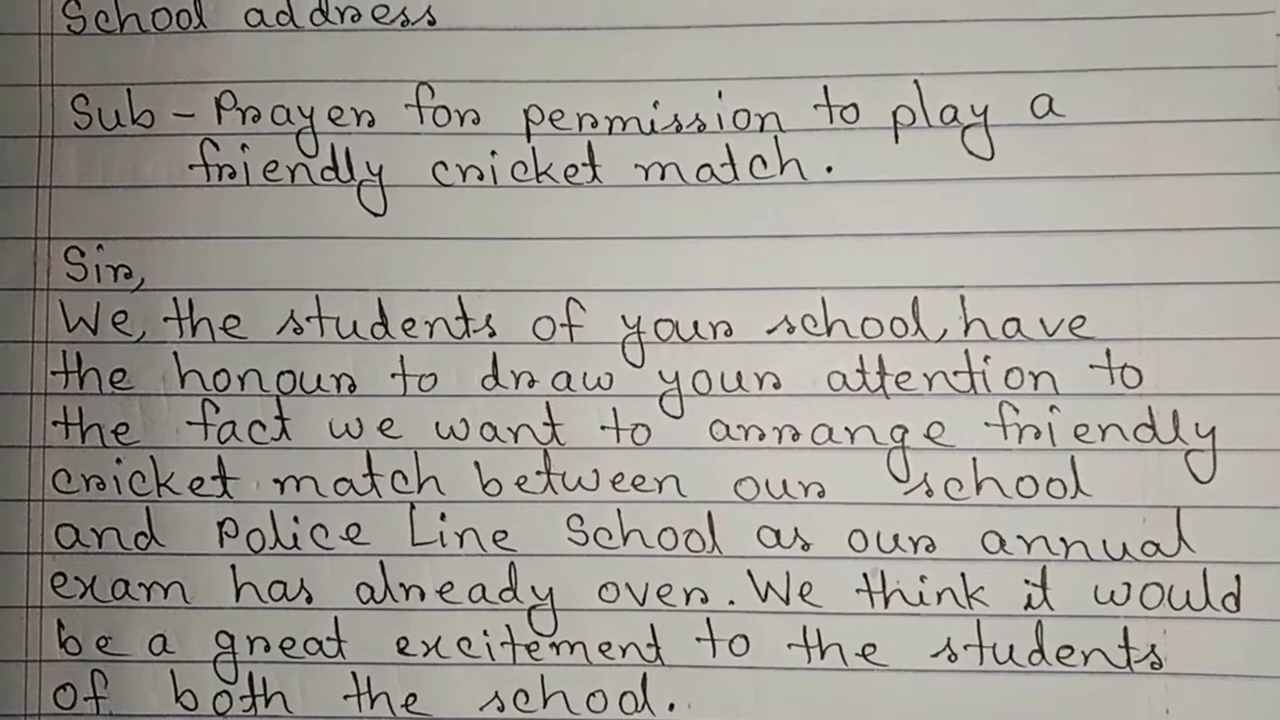 School address
Sub - Prayer for permission to play a
friendly cricket match.
Sir,
We, the students of your school, have
the honour to draw your attention to
the fact we want to arrange friendly
cricket match between our school
and Police Line School as our annual
exam has already over. We think it would
be a great excitement to the students
of both the school.